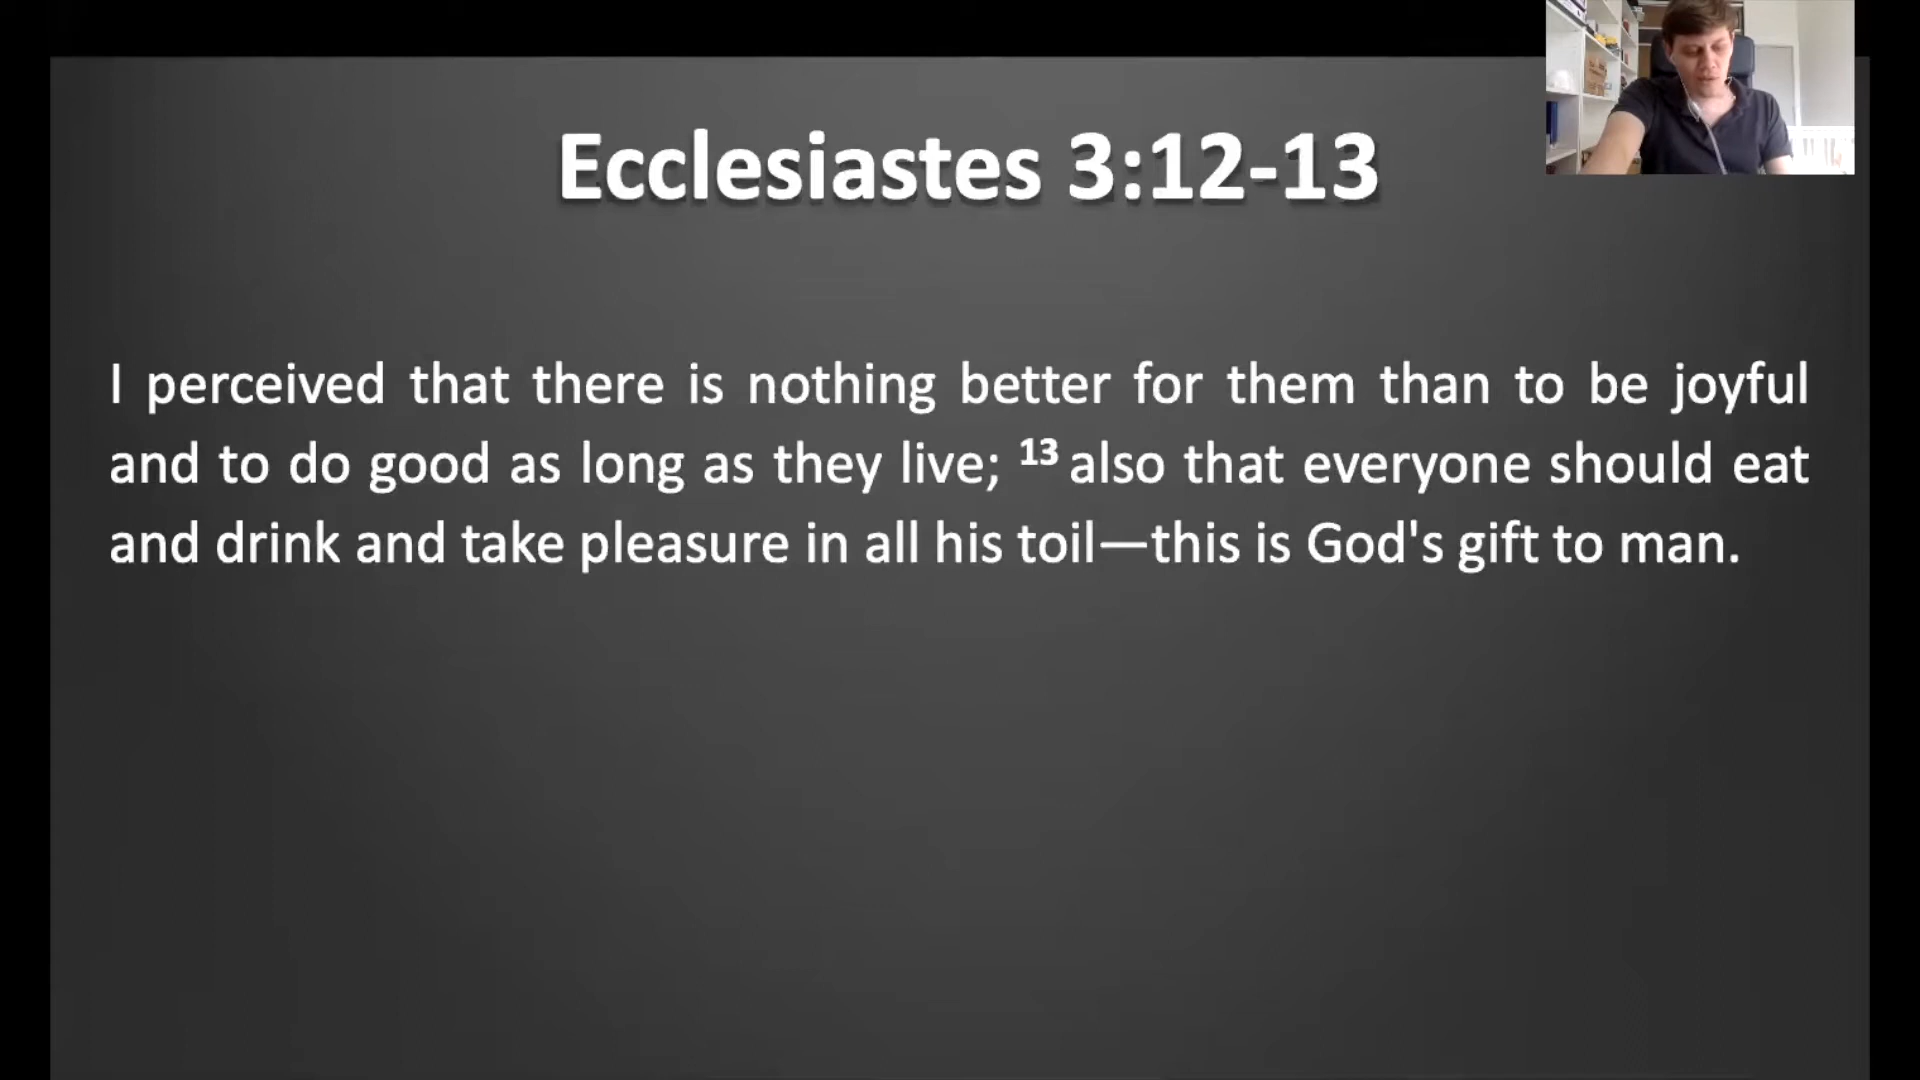 Ecclesiastes 3:12-13
I perceived that there is nothing better for them than to be joyful
and to do good as long as they live; 13 also that everyone should eat
and drink and take pleasure in all his toil—this is God's gift to man.